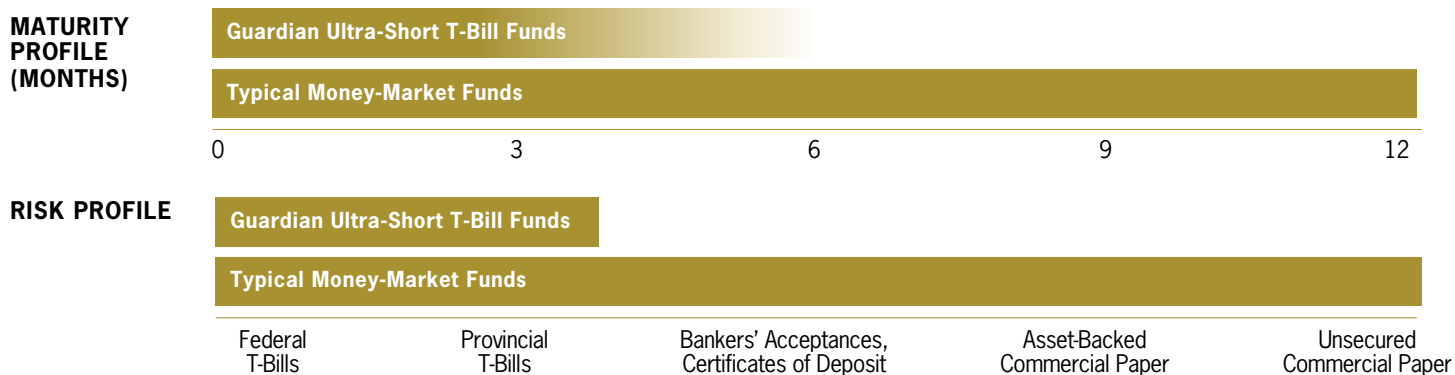 MATURITY
PROFILE
(MONTHS)
Guardian Ultra-Short T-Bill Funds
Typical Money-Market Funds
0 3 6 9 12
RISK PROFILE
Guardian Ultra-Short T-Bill Funds
Typical Money-Market Funds
Federal
T-Bills
Provincial
T-Bills
Bankers’ Acceptances,
Certificates of Deposit
Asset-Backed
Commercial Paper
Unsecured
Commercial Paper